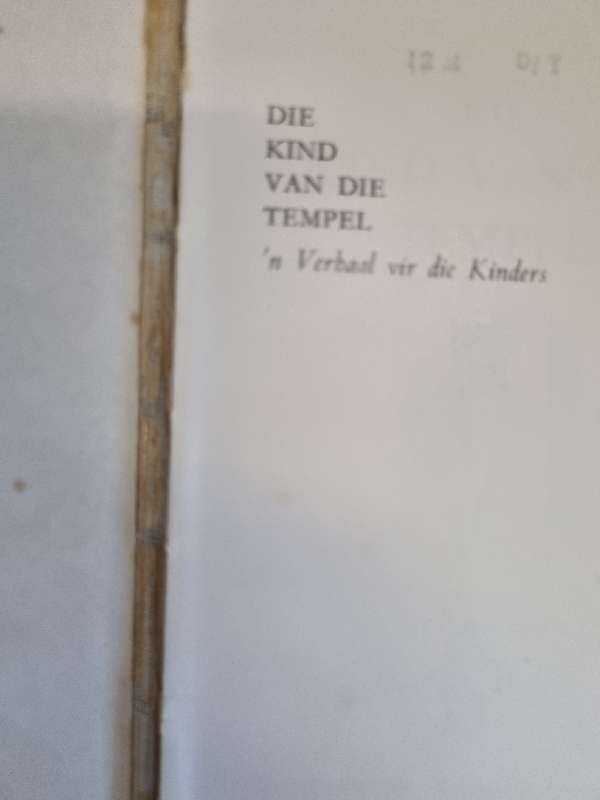 DIE
KIND
VAN DIE
TEMPEL
'n Verhaal vir die Kinders